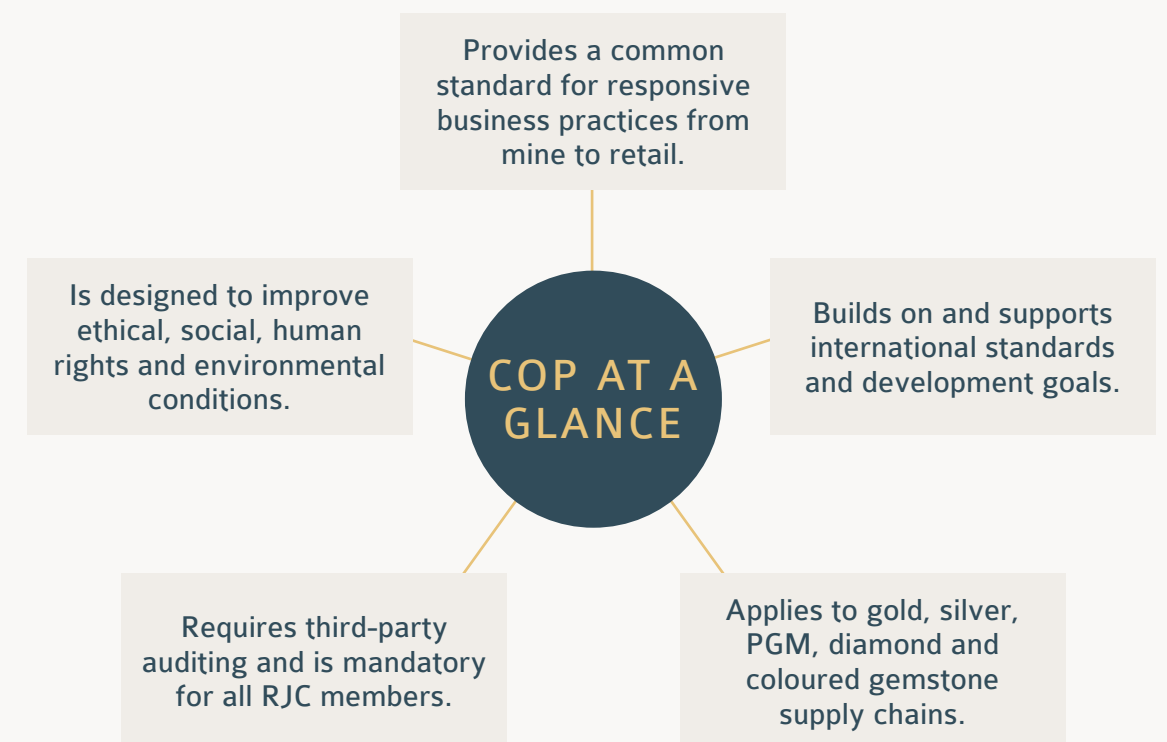 Provides a common
standard for responsive
business practices from
mine to retail.
Is designed to improve
ethical, social, human
rights and environmental
conditions.
COP AT A
GLANCE
Builds on and supports
international standards
and development goals.
Requires third-party
auditing and is mandatory
for all RJC members.
Applies to gold, silver,
PGM, diamond and
coloured gemstone
supply chains.